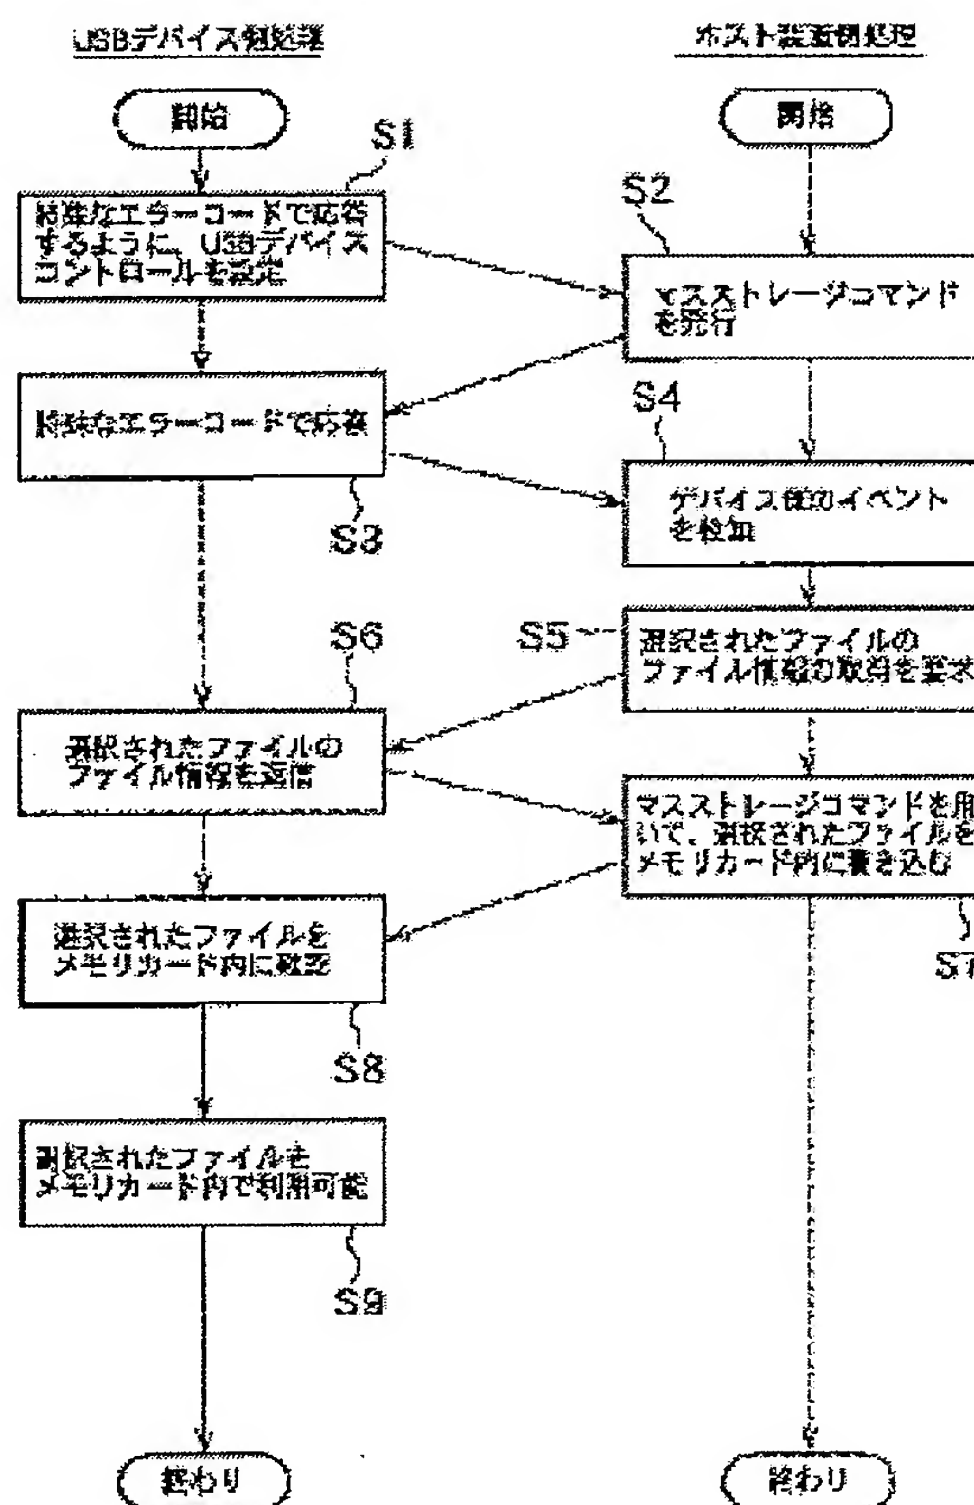 USBデバイス側処理
ホスト装置側処理
開始
開始
S1
S2
特殊なエラーコードで応答
するように、USBデバイス
コントロールを設定
マスストレージコマンド
を発行
特殊なエラーコードで応答
S3
S4
デバイス側のイベント
を検知
S5
選択されたファイルの
ファイル情報の取得を要求
S6
選択されたファイルの
ファイル情報を返信
マスストレージコマンドを用
いて、選択されたファイルを
メモリカード内に書き込む
S7
選択されたファイルを
メモリカード内に確認
S8
選択されたファイルを
メモリカード内で利用可能
S9
終わり
終わり